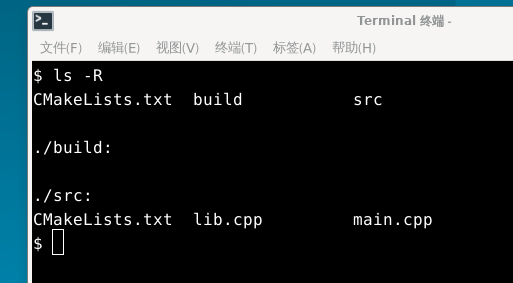 Terminal 终端 -
文件(F) 编辑(E) 视图(V) 终端(T) 标签(A) 帮助(H)
$ ls -R
CMakeLists.txt  build           src
./build:
./src:
CMakeLists.txt  lib.cpp         main.cpp
$